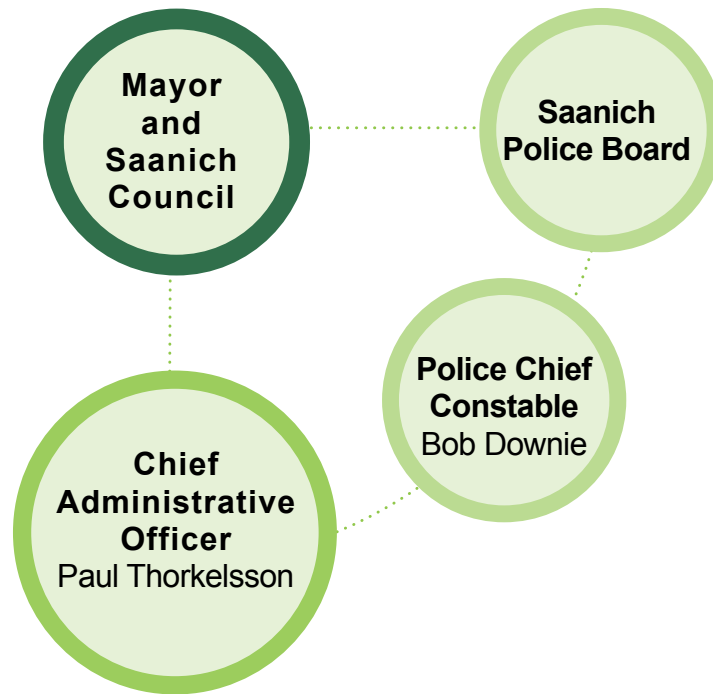 Mayor
and
Saanich
Council
Saanich
Police Board
Police Chief
Constable
Bob Downie
Chief
Administrative
Officer
Paul Thorkelsson